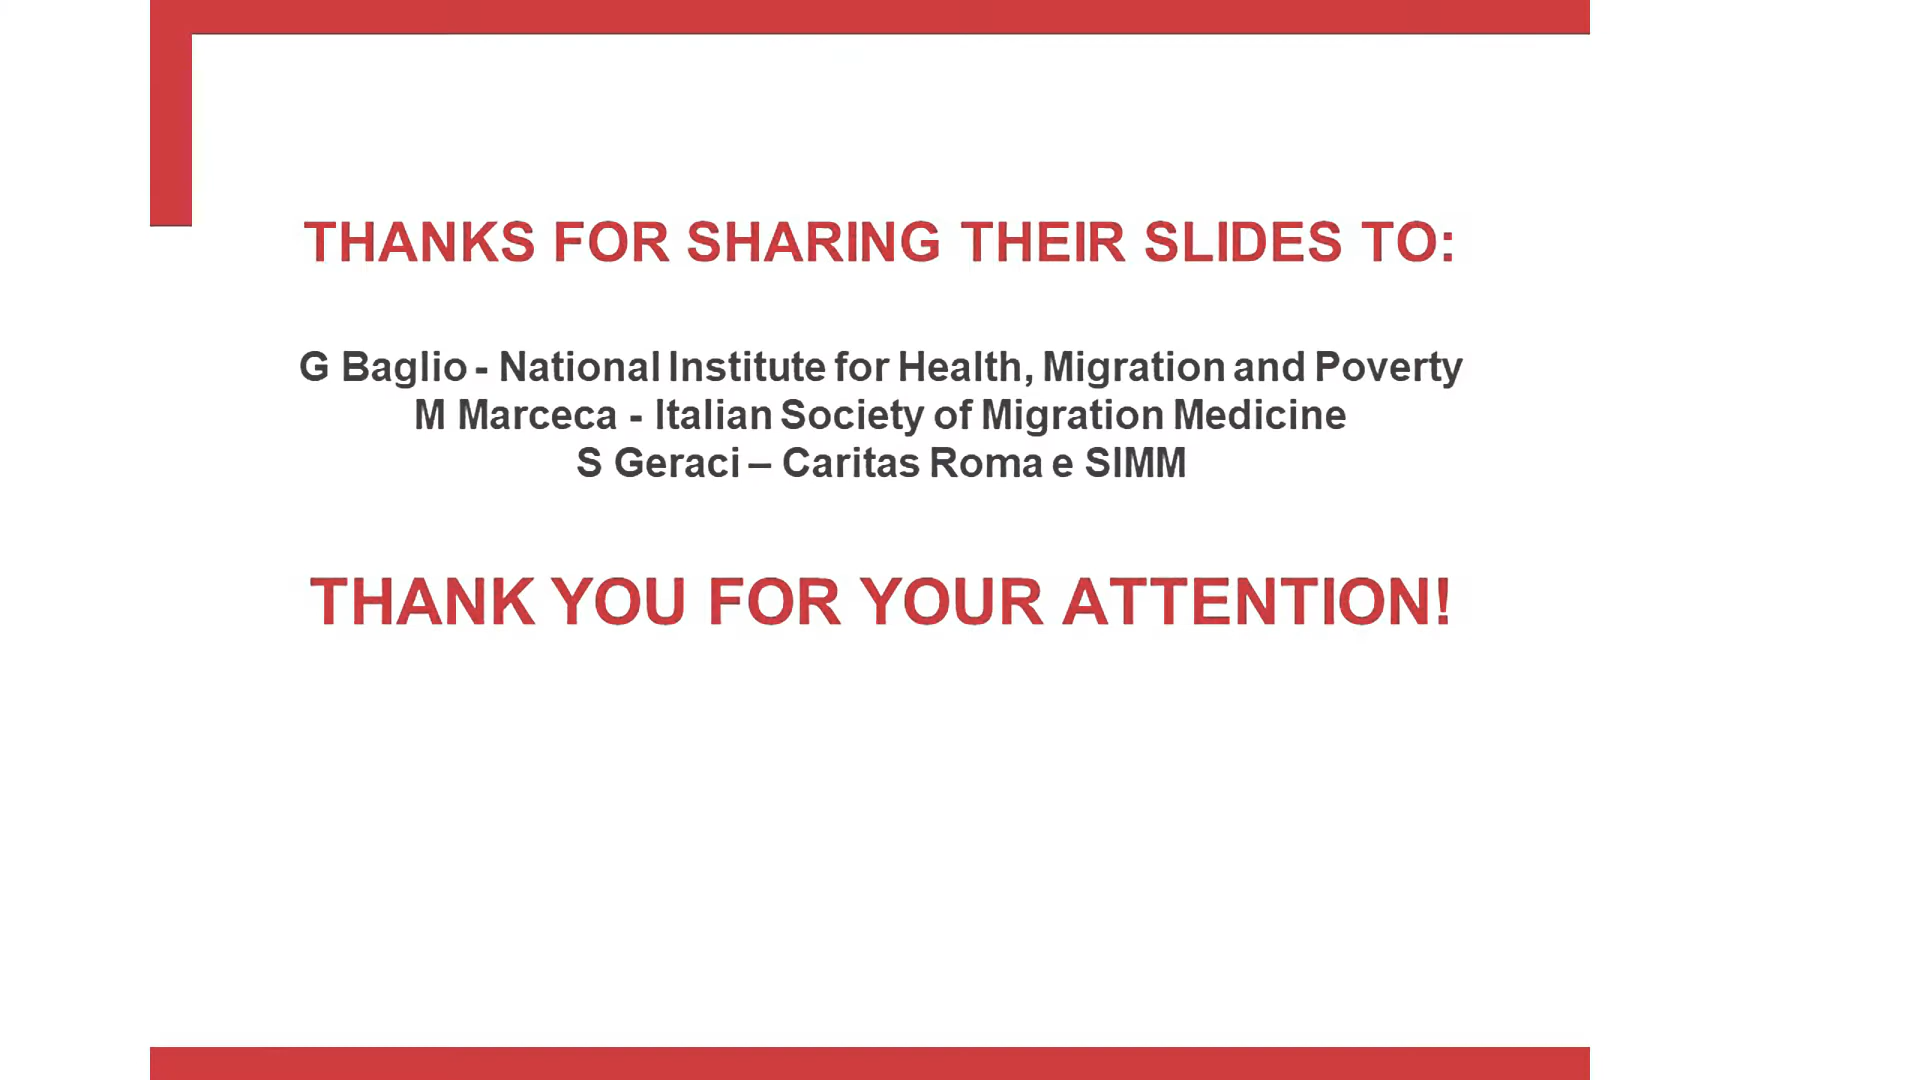 THANKS FOR SHARING THEIR SLIDES TO:
G Baglio - National Institute for Health, Migration and Poverty
M Marceca - Italian Society of Migration Medicine
S Geraci – Caritas Roma e SIMM
THANK YOU FOR YOUR ATTENTION!